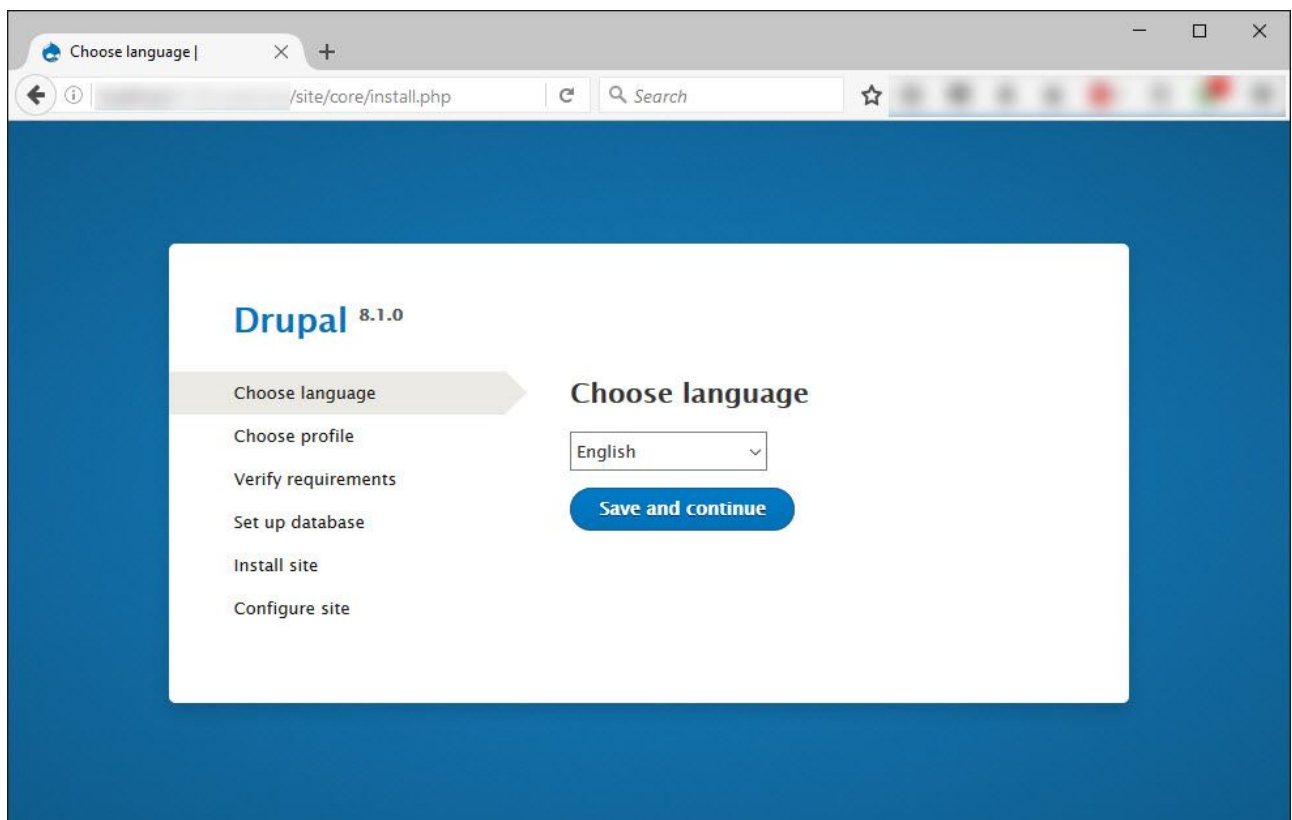 Choose language |
/site/core/install.php
Search
Drupal 8.1.0
Choose language
Choose profile
Verify requirements
Set up database
Install site
Configure site
Choose language
English
Save and continue